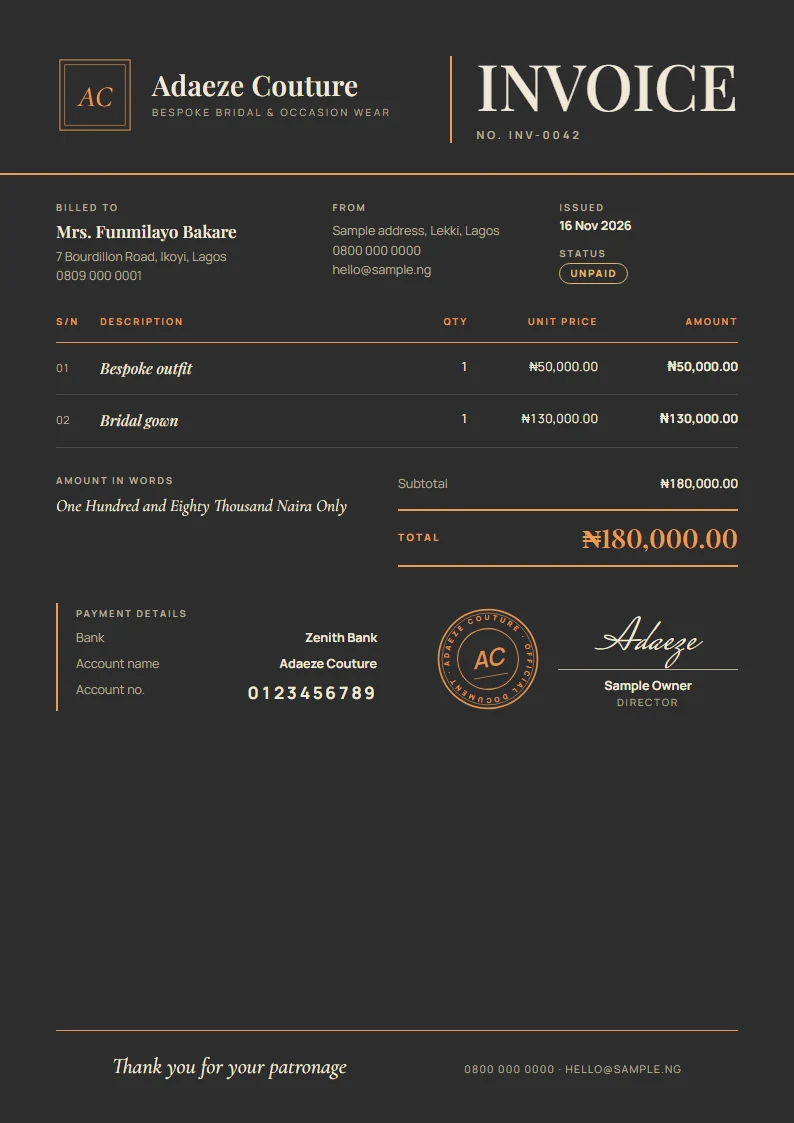 AC
Adaeze Couture
BESPOKE BRIDAL & OCCASION WEAR
INVOICE
NO. INV-0042
BILLED TO
Mrs. Funmilayo Bakare
7 Bourdillon Road, Ikoyi, Lagos
0809 000 0001
FROM
Sample address, Lekki, Lagos
0800 000 0000
hello@sample.ng
ISSUED
16 Nov 2026
STATUS
UNPAID
S/N DESCRIPTION QTY UNIT PRICE AMOUNT
01 Bespoke outfit 1 ₦50,000.00 ₦50,000.00
02 Bridal gown 1 ₦130,000.00 ₦130,000.00
AMOUNT IN WORDS
One Hundred and Eighty Thousand Naira Only
Subtotal ₦180,000.00
TOTAL ₦180,000.00
PAYMENT DETAILS
Bank Zenith Bank
Account name Adaeze Couture
Account no. 0123456789
ADAEZE COUTURE · OFFICIAL DOCUMENT ·
AC
Adaeze
Sample Owner
DIRECTOR
Thank you for your patronage
0800 000 0000 · HELLO@SAMPLE.NG